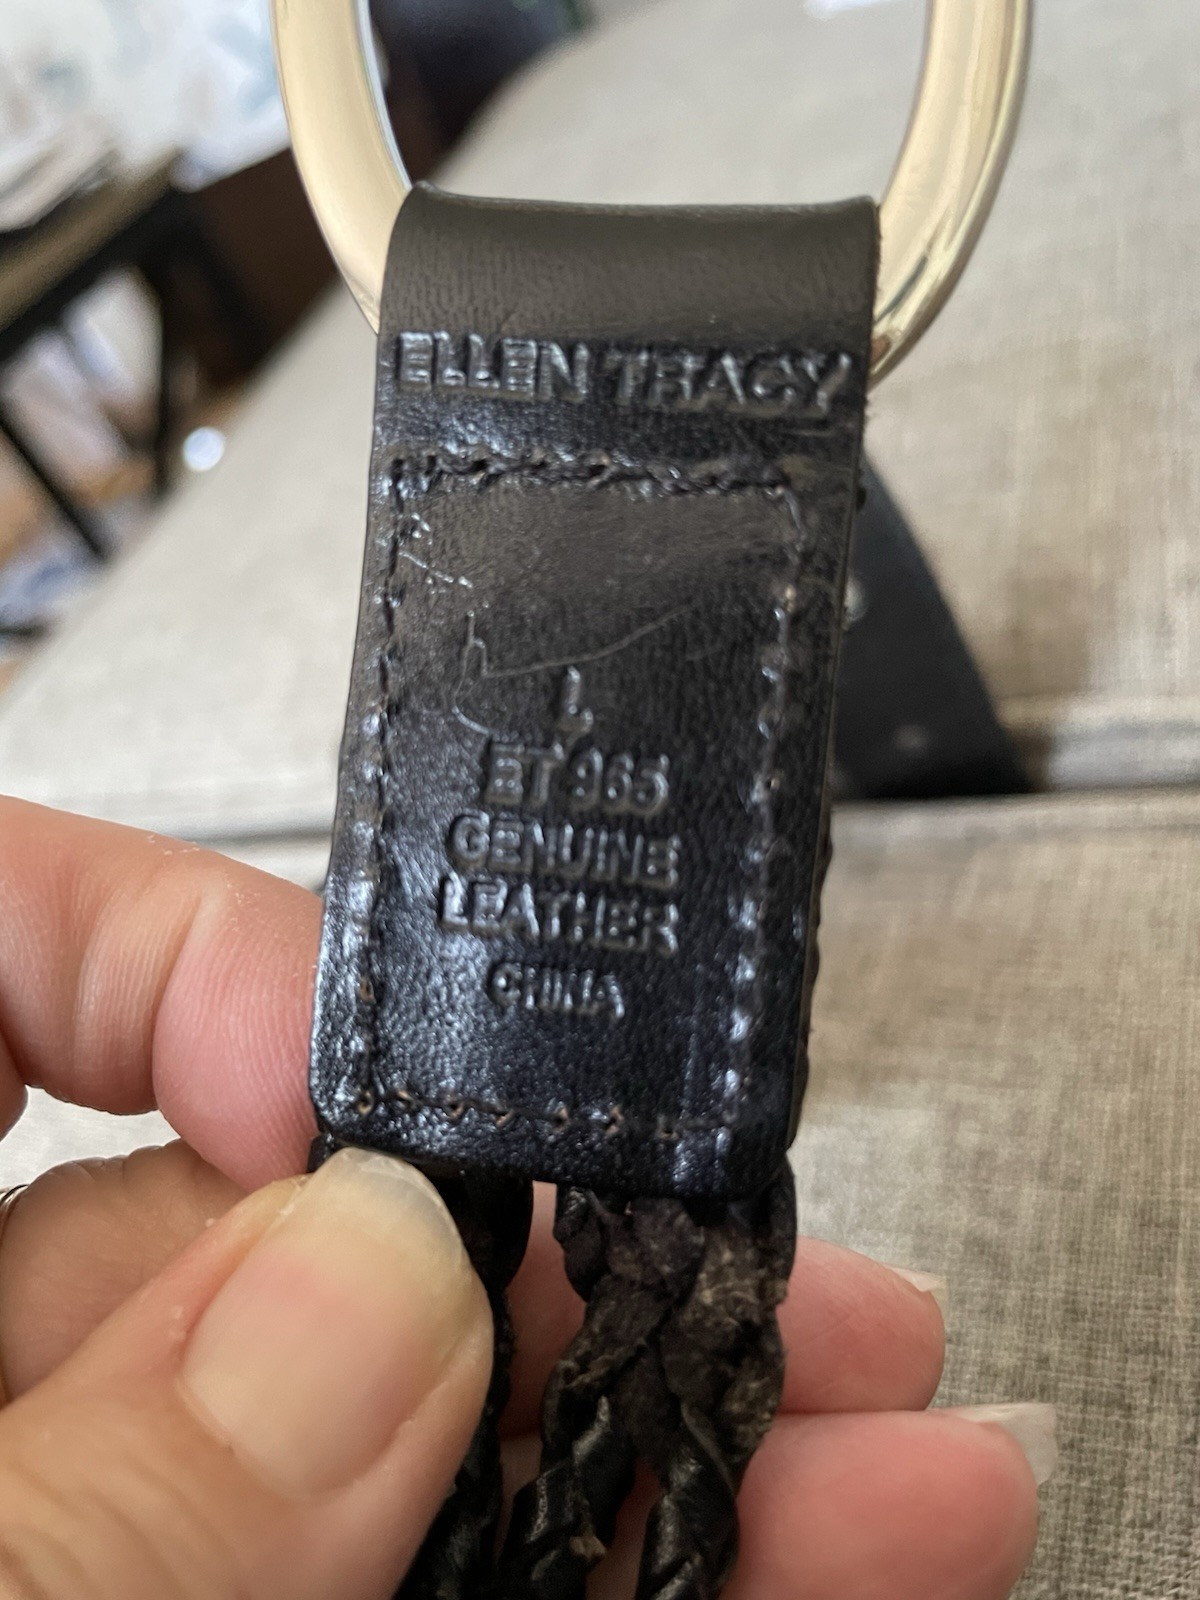 ELLEN TRACY
L
ET 965
GENUINE
LEATHER
CHINA